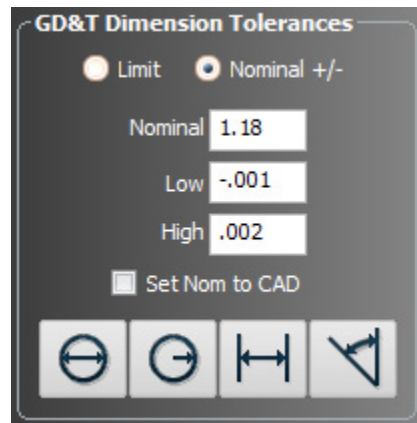 GD&T Dimension Tolerances
Limit Nominal +/-
Nominal 1.18
Low -.001
High .002
Set Nom to CAD